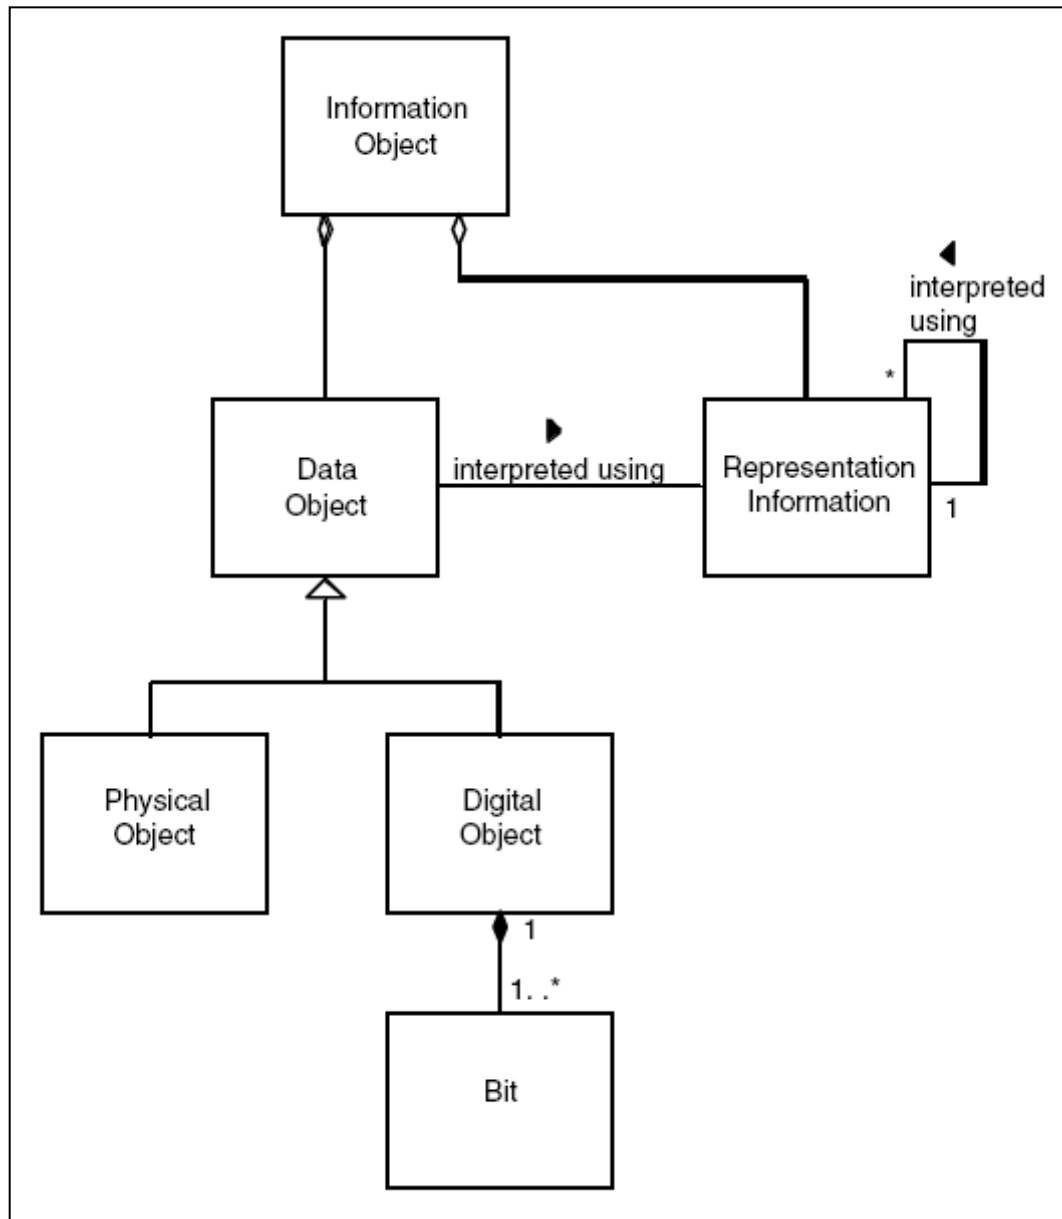 Information
Object
interpreted
using
*
Data
Object
interpreted using
Representation
Information
1
Physical
Object
Digital
Object
1
1. .*
Bit